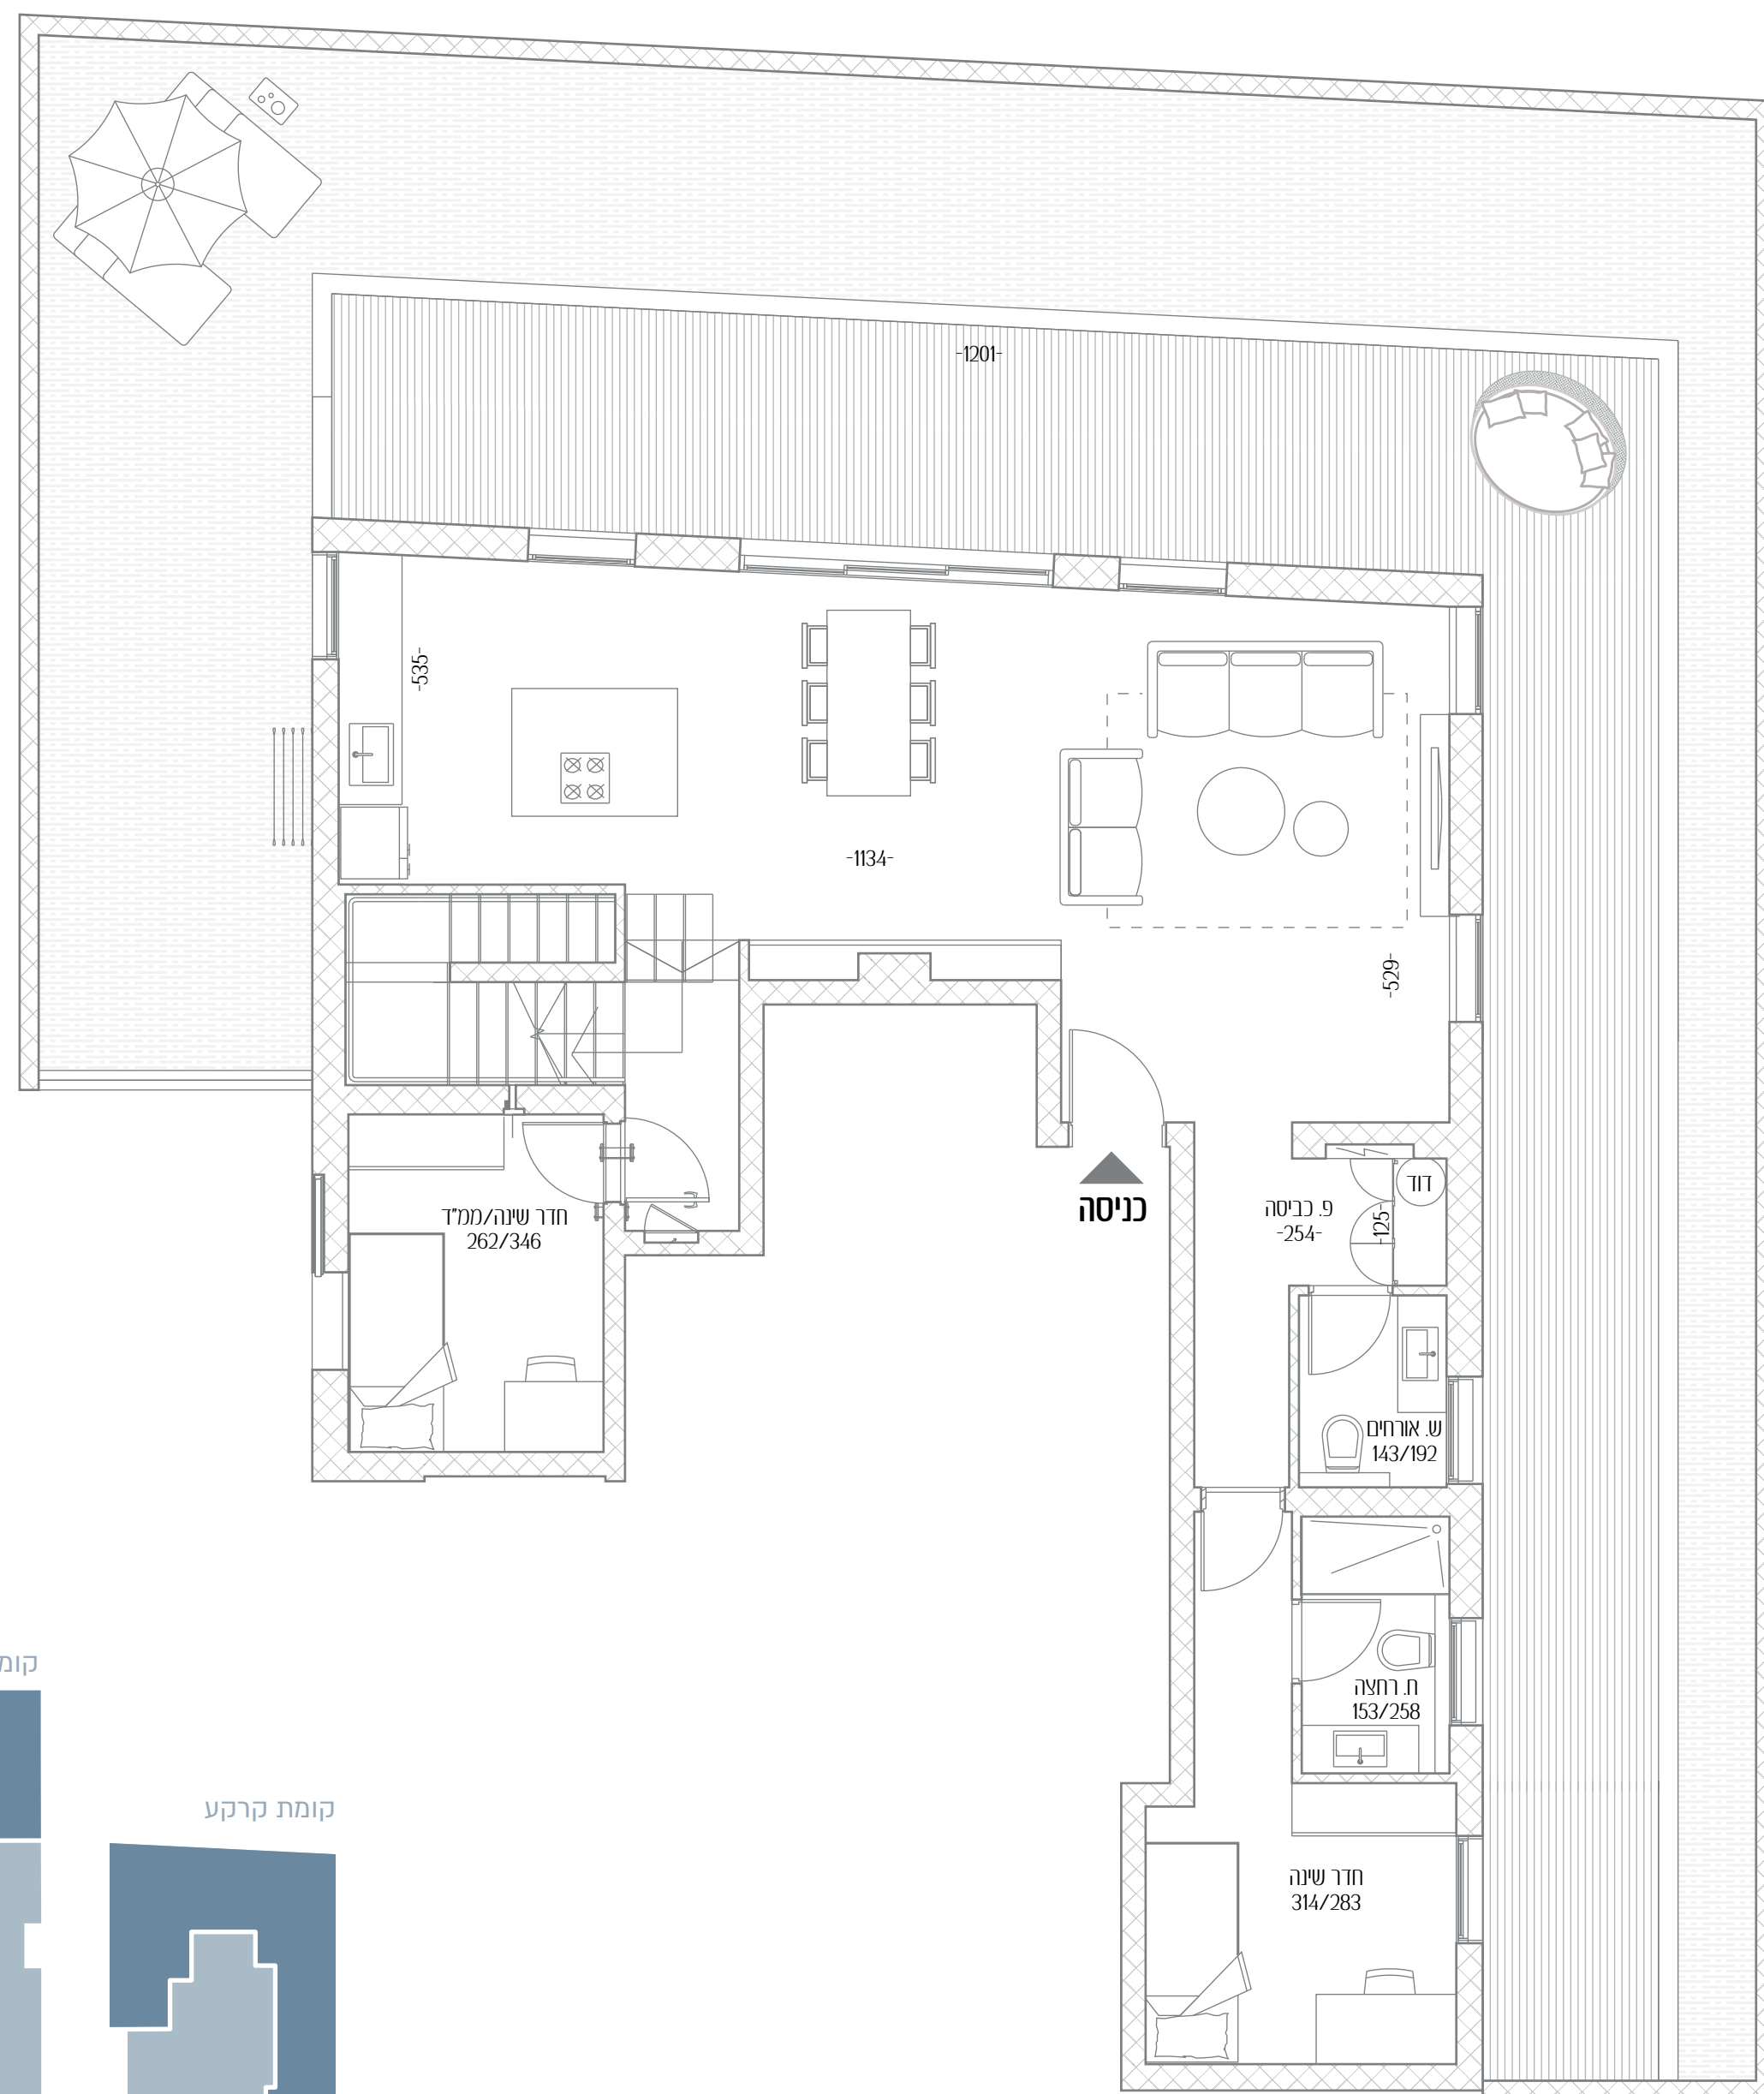 -1201-
-535-
-1134-
-529-
כניסה
דוד
פ. כביסה
-254-
-125-
חדר שינה/ממ"ד
262/346
ש. אורחים
143/192
ח. רחצה
153/258
חדר שינה
314/283
קומת קרקע